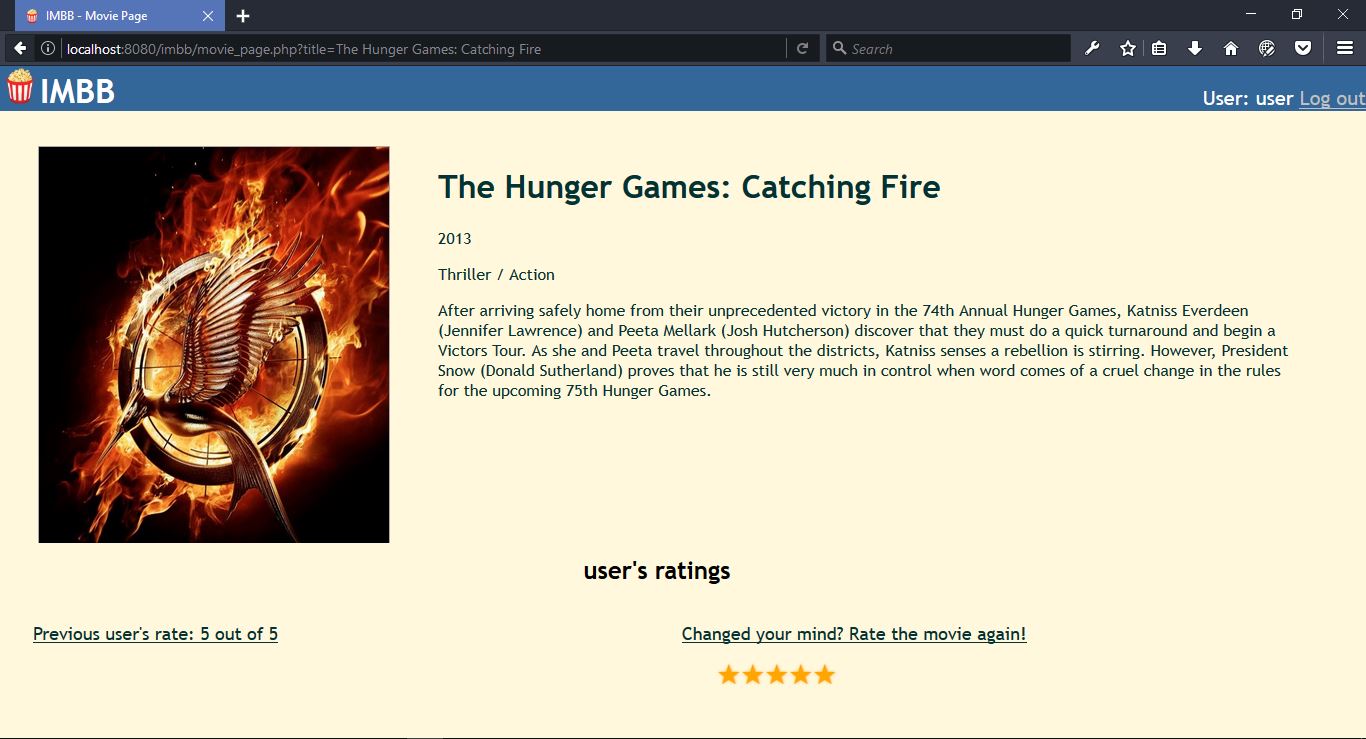 IMBB - Movie Page
localhost:8080/imbb/movie_page.php?title=The Hunger Games: Catching Fire
Search
IMBB
User: user Log out
The Hunger Games: Catching Fire
2013
Thriller / Action
After arriving safely home from their unprecedented victory in the 74th Annual Hunger Games, Katniss Everdeen
(Jennifer Lawrence) and Peeta Mellark (Josh Hutcherson) discover that they must do a quick turnaround and begin a
Victors Tour. As she and Peeta travel throughout the districts, Katniss senses a rebellion is stirring. However, President
Snow (Donald Sutherland) proves that he is still very much in control when word comes of a cruel change in the rules
for the upcoming 75th Hunger Games.
user's ratings
Previous user's rate: 5 out of 5
Changed your mind? Rate the movie again!